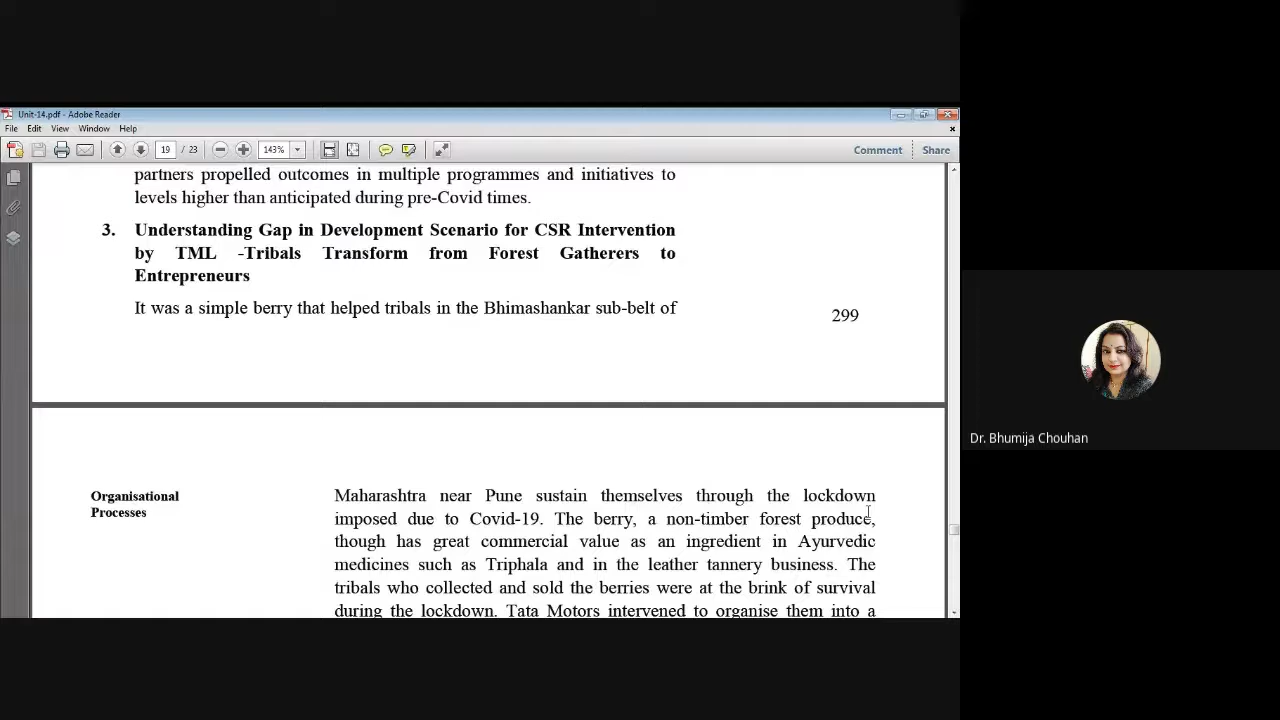 Unit-14.pdf - Adobe Reader
File Edit View Window Help
19 / 23 143% Comment Share
partners propelled outcomes in multiple programmes and initiatives to
levels higher than anticipated during pre-Covid times.
3. Understanding Gap in Development Scenario for CSR Intervention
by TML -Tribals Transform from Forest Gatherers to
Entrepreneurs
It was a simple berry that helped tribals in the Bhimashankar sub-belt of
299
Organisational
Processes
Maharashtra near Pune sustain themselves through the lockdown
imposed due to Covid-19. The berry, a non-timber forest produce,
though has great commercial value as an ingredient in Ayurvedic
medicines such as Triphala and in the leather tannery business. The
tribals who collected and sold the berries were at the brink of survival
during the lockdown. Tata Motors intervened to organise them into a
Dr. Bhumija Chouhan